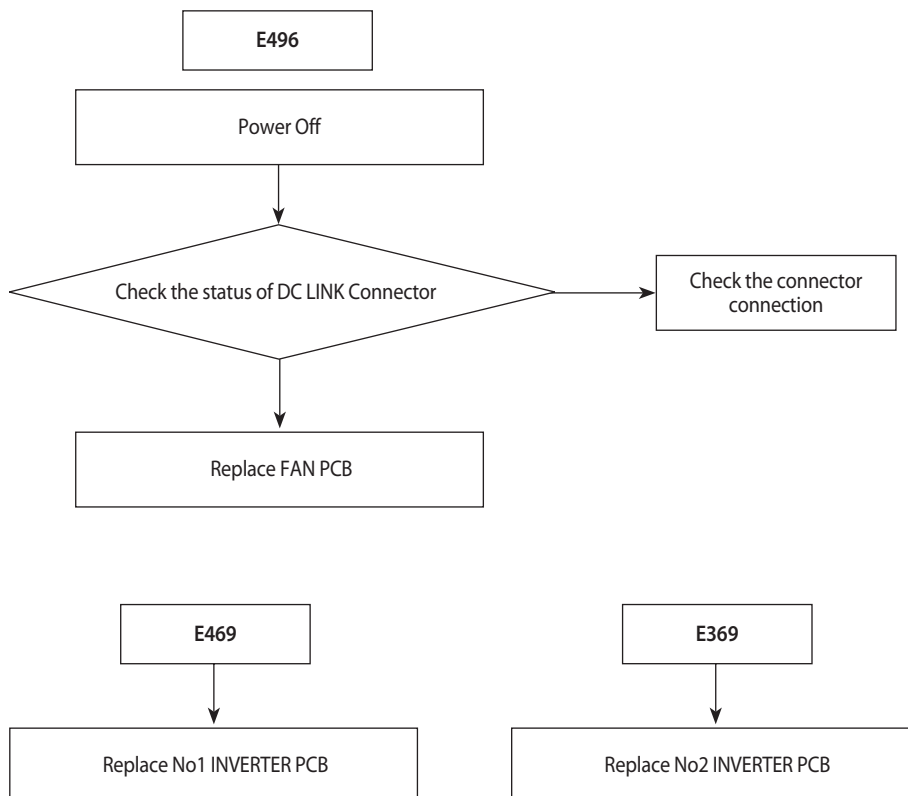 E496
Power Off
Check the status of DC LINK Connector
Check the connector
connection
Replace FAN PCB
E469
E369
Replace No1 INVERTER PCB
Replace No2 INVERTER PCB